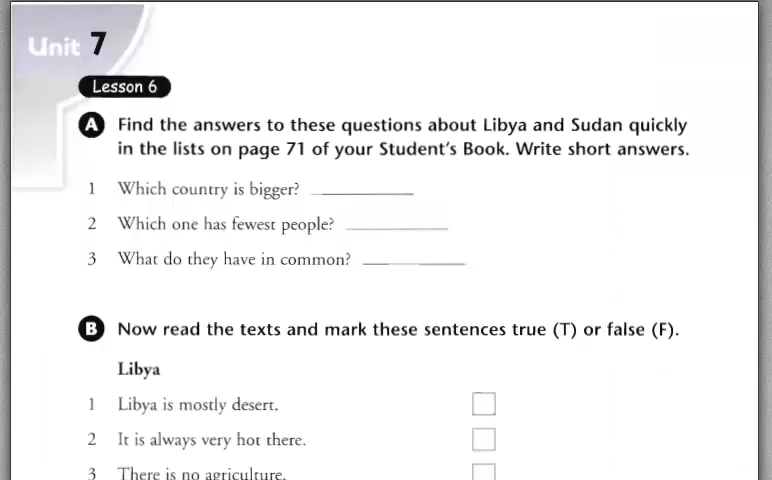 Unit 7
Lesson 6
A Find the answers to these questions about Libya and Sudan quickly
in the lists on page 71 of your Student's Book. Write short answers.
1 Which country is bigger?
2 Which one has fewest people?
3 What do they have in common?
B Now read the texts and mark these sentences true (T) or false (F).
Libya
1 Libya is mostly desert.
2 It is always very hot there.
3 There is no agriculture.